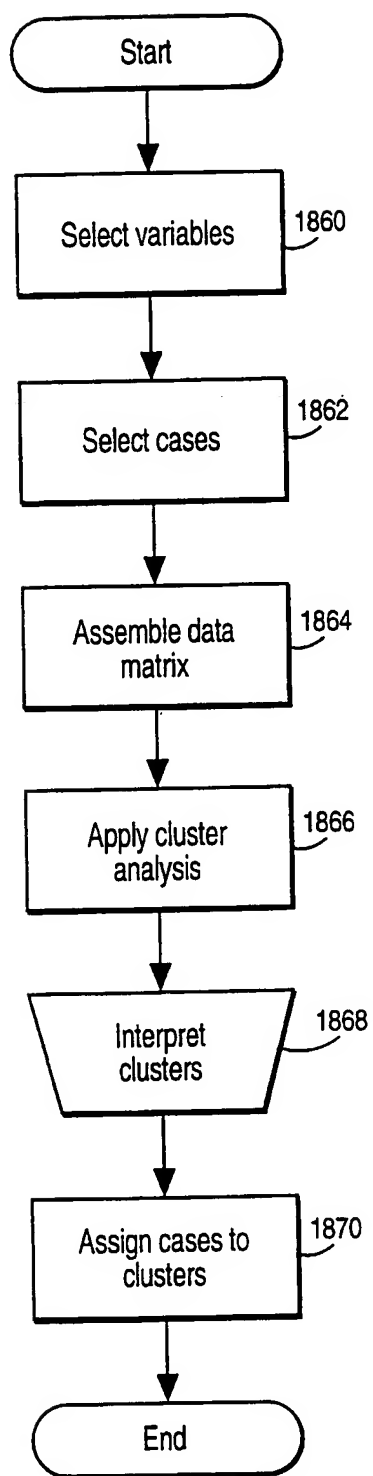 Start
Select variables
1860
Select cases
1862
Assemble data
matrix
1864
Apply cluster
analysis
1866
Interpret
clusters
1868
Assign cases to
clusters
1870
End